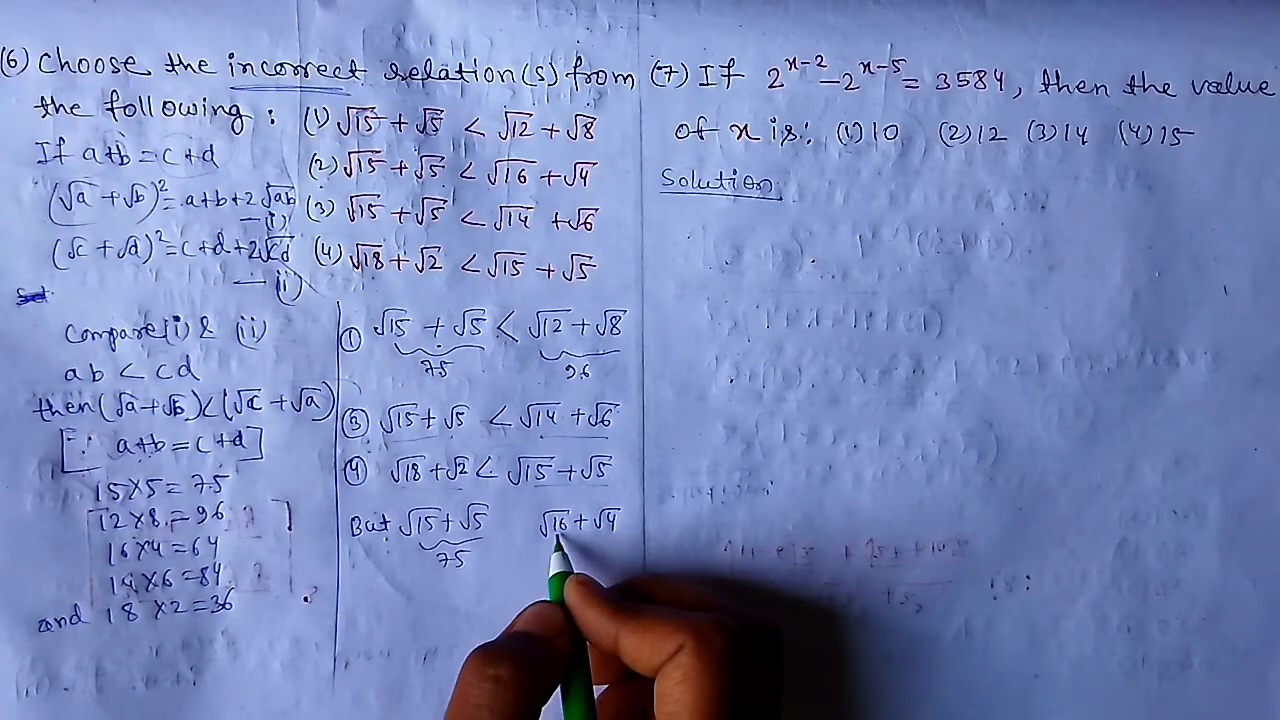 (6) Choose the incorrect relation(s) from
the following : (1) √15 + √5 < √12 + √8
If a+b = c+d
(2) √15 + √5 < √16 + √4
(√a + √b)² = a+b+2√ab
— (i)
(3) √15 + √5 < √14 + √6
(√c + √d)² = c+d+2√cd
— (ii)
(4) √18 + √2 < √15 + √5
Compare (i) & (ii)
ab < cd
then (√a+√b) < (√c + √d)
[∵ a+b = c+d]
15×5 = 75
12×8 = 96
16×4 = 64
14×6 = 84
and 18×2 = 36
① √15 + √5 < √12 + √8
75 96
③ √15 + √5 < √14 + √6
④ √18 + √2 < √15 + √5
But √15 + √5 √16 + √4
75
(7) If 2^{x-2} - 2^{x-5} = 3584, then the value
of x is: (1) 10 (2) 12 (3) 14 (4) 15
Solution